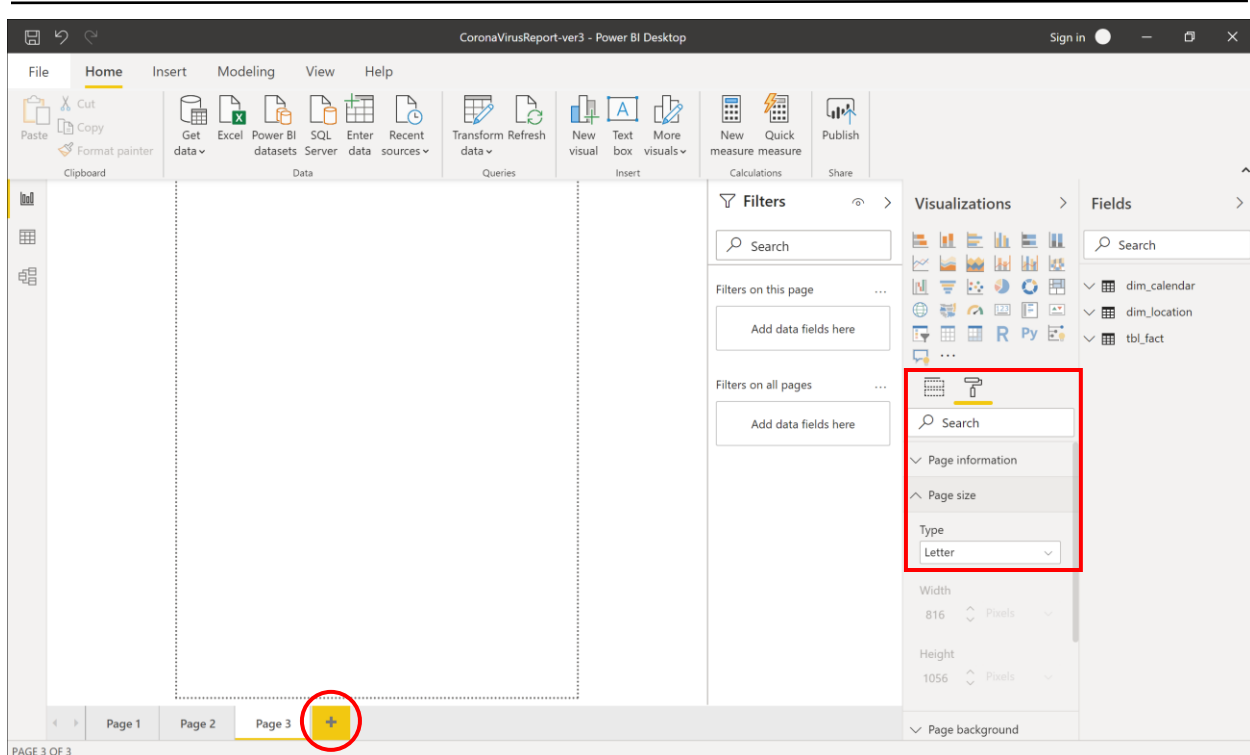 CoronaVirusReport-ver3 - Power BI Desktop
Sign in
File Home Insert Modeling View Help
Paste
Cut
Copy
Format painter
Clipboard
Get data
Excel
Power BI datasets
SQL Server
Enter data
Recent sources
Data
Transform data
Refresh
Queries
New visual
Text box
More visuals
Insert
New measure
Quick measure
Calculations
Publish
Share
Filters
Search
Filters on this page ...
Add data fields here
Filters on all pages ...
Add data fields here
Visualizations
R Py
...
Search
Page information
Page size
Type
Letter
Width
816 Pixels
Height
1056 Pixels
Page background
Fields
Search
dim_calendar
dim_location
tbl_fact
Page 1 Page 2 Page 3 +
PAGE 3 OF 3